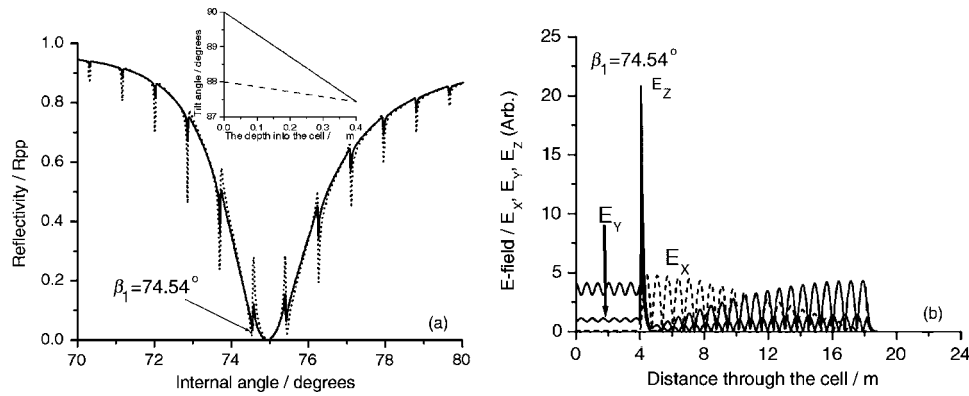 90
89
88
87
Tilt angle / degrees
0.0 0.1 0.2 0.3 0.4
The depth into the cell / m
1.0
0.8
0.6
0.4
0.2
0.0
Reflectivity / Rpp
β1=74.54°
(a)
70 72 74 76 78 80
Internal angle / degrees
25
20
15
10
5
0
E-field / EX, EY, EZ (Arb.)
β1=74.54°
EZ
EY
EX
(b)
0 4 8 12 16 20 24
Distance through the cell / m